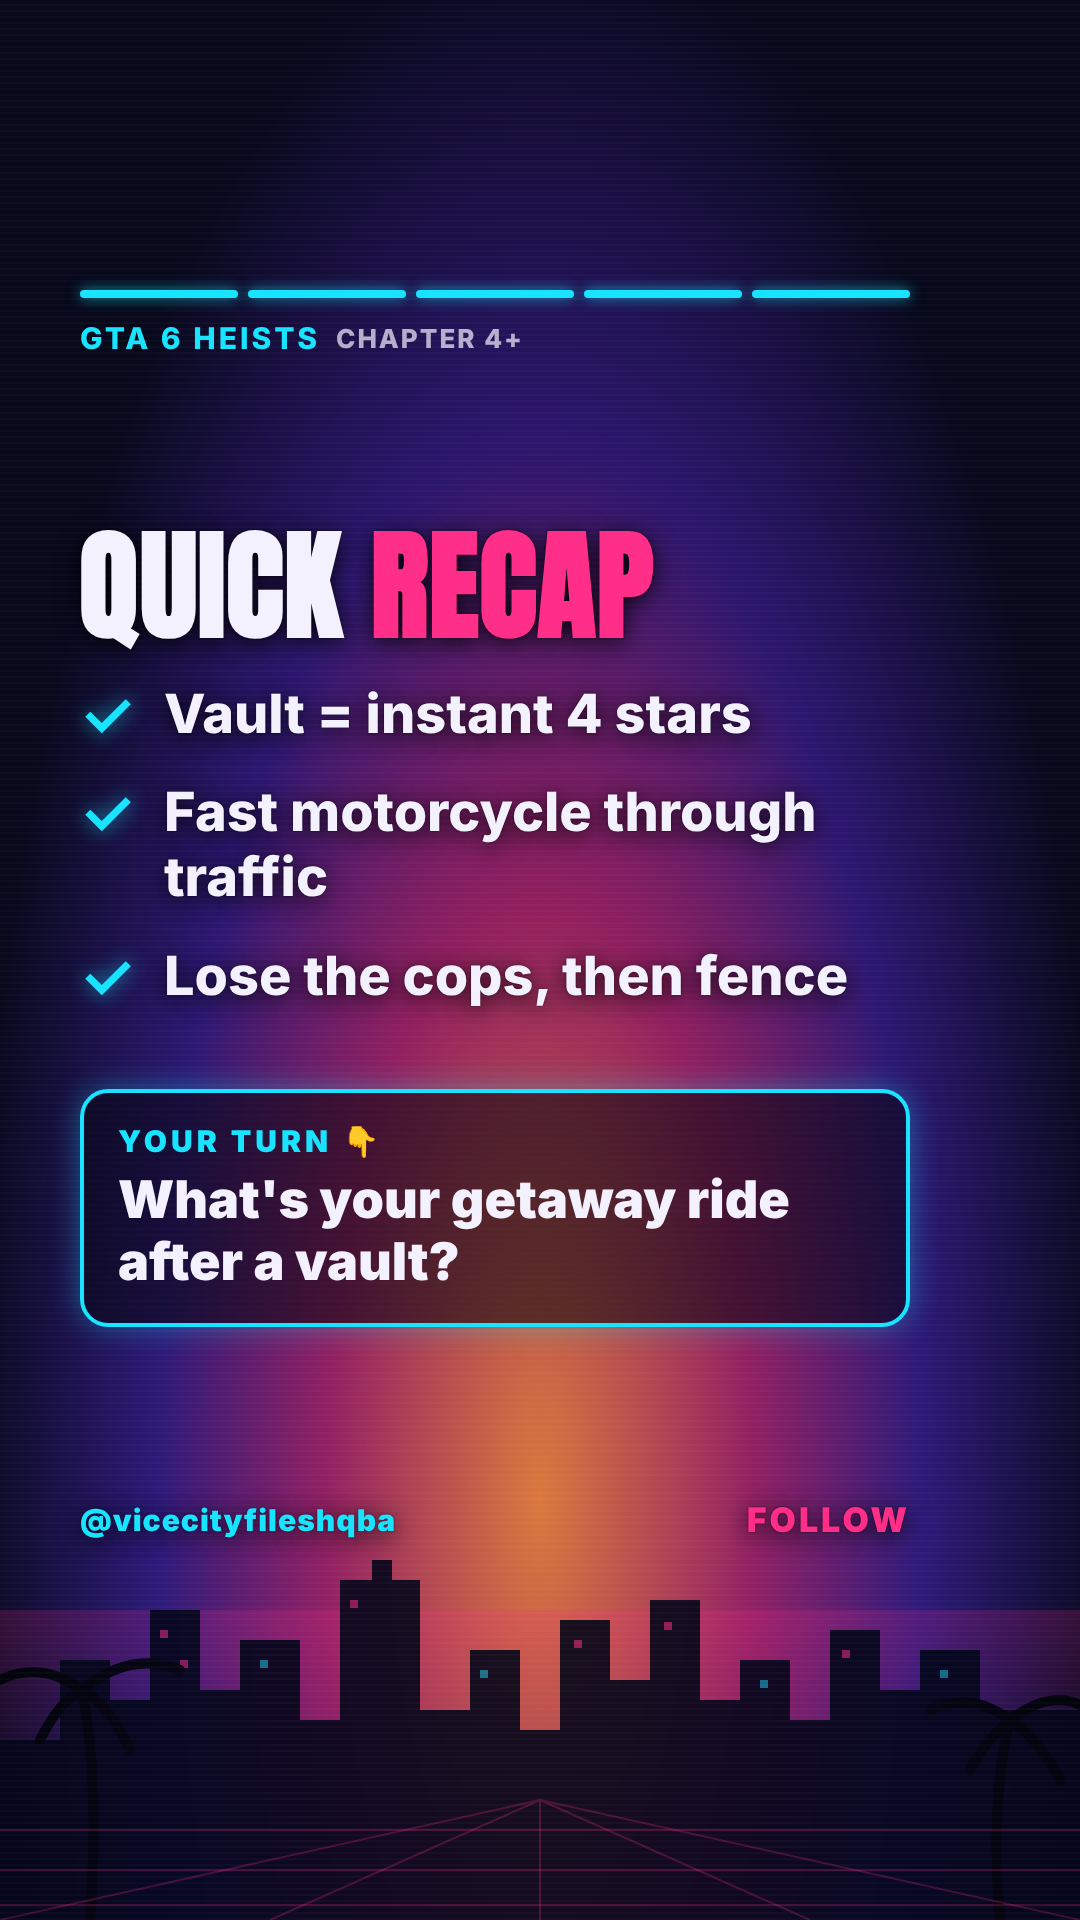 GTA 6 HEISTS CHAPTER 4+
QUICK RECAP
Vault = instant 4 stars
Fast motorcycle through
traffic
Lose the cops, then fence
YOUR TURN 👇
What's your getaway ride
after a vault?
@vicecityfileshqba FOLLOW